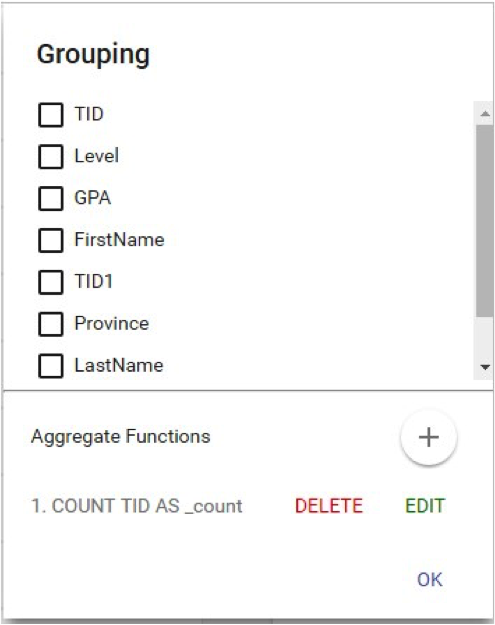 Grouping
TID
Level
GPA
FirstName
TID1
Province
LastName
Aggregate Functions
1. COUNT TID AS _count DELETE EDIT
OK